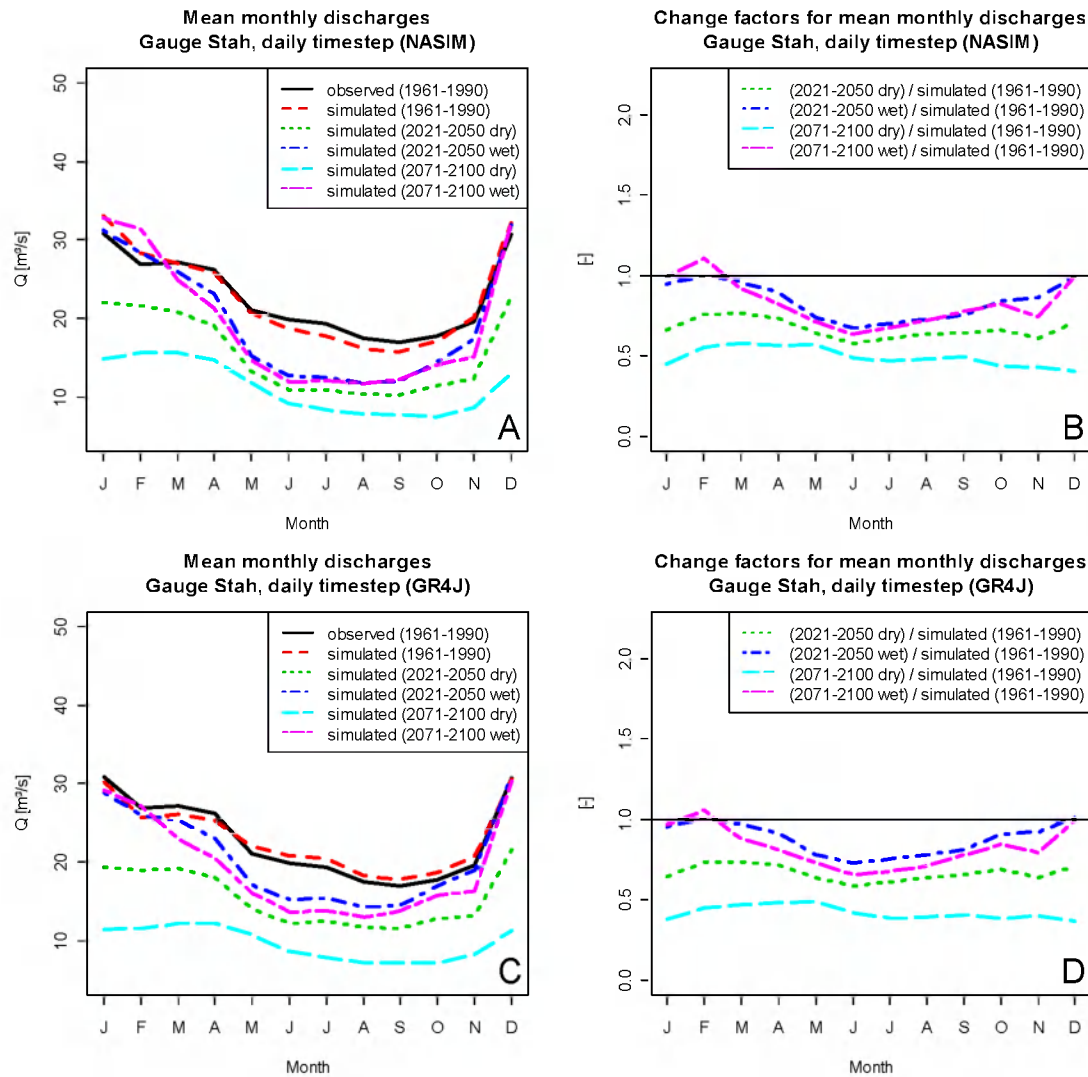 Mean monthly discharges
Gauge Stah, daily timestep (NASIM)
50
40
30
20
10
Q [m³/s]
observed (1961-1990)
simulated (1961-1990)
simulated (2021-2050 dry)
simulated (2021-2050 wet)
simulated (2071-2100 dry)
simulated (2071-2100 wet)
A
J F M A M J J A S O N D
Month
Change factors for mean monthly discharges
Gauge Stah, daily timestep (NASIM)
2.0
1.5
1.0
0.5
0.0
[-]
(2021-2050 dry) / simulated (1961-1990)
(2021-2050 wet) / simulated (1961-1990)
(2071-2100 dry) / simulated (1961-1990)
(2071-2100 wet) / simulated (1961-1990)
B
J F M A M J J A S O N D
Month
Mean monthly discharges
Gauge Stah, daily timestep (GR4J)
50
40
30
20
10
Q [m³/s]
observed (1961-1990)
simulated (1961-1990)
simulated (2021-2050 dry)
simulated (2021-2050 wet)
simulated (2071-2100 dry)
simulated (2071-2100 wet)
C
J F M A M J J A S O N D
Month
Change factors for mean monthly discharges
Gauge Stah, daily timestep (GR4J)
2.0
1.5
1.0
0.5
0.0
[-]
(2021-2050 dry) / simulated (1961-1990)
(2021-2050 wet) / simulated (1961-1990)
(2071-2100 dry) / simulated (1961-1990)
(2071-2100 wet) / simulated (1961-1990)
D
J F M A M J J A S O N D
Month